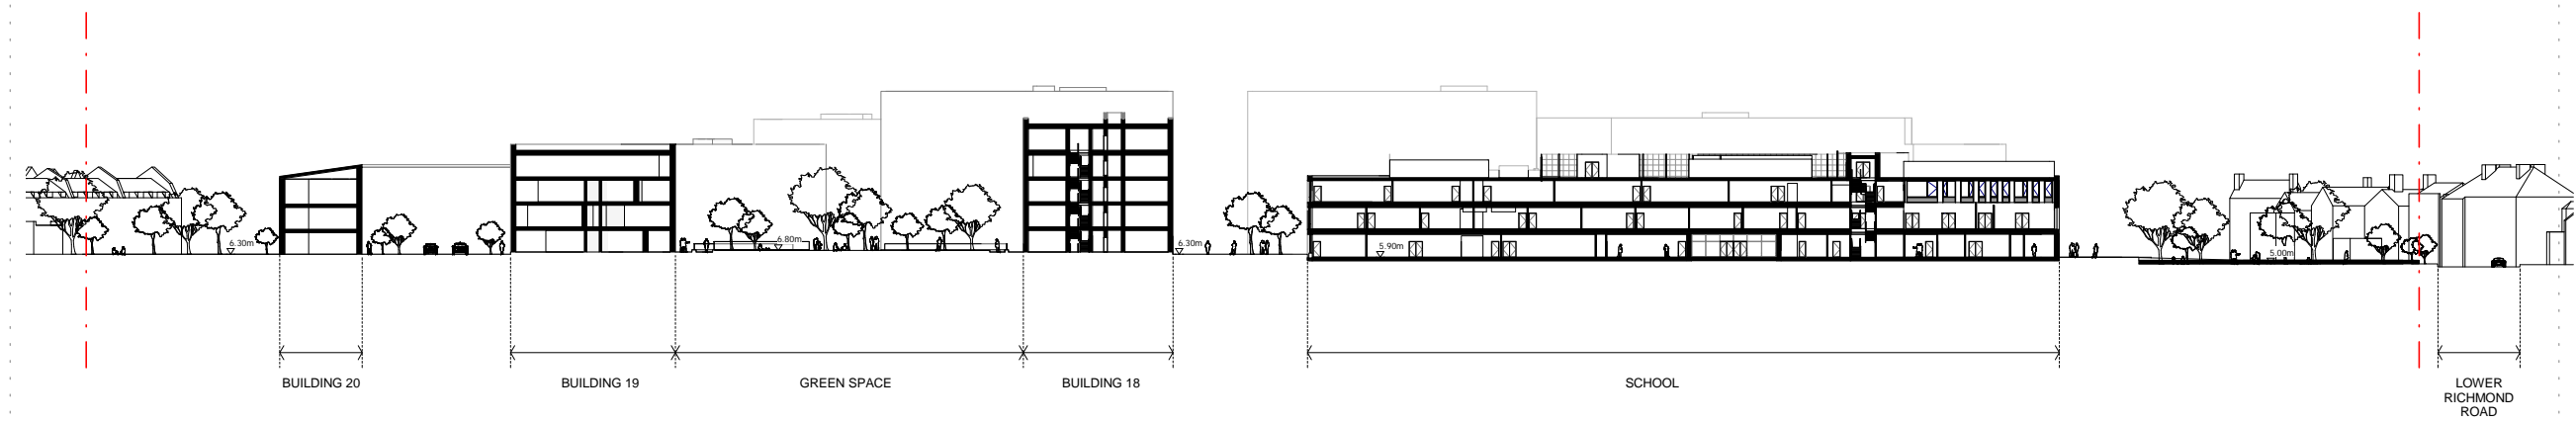 6.30m
6.80m
6.30m
5.90m
5.00m
BUILDING 20
BUILDING 19
GREEN SPACE
BUILDING 18
SCHOOL
LOWER
RICHMOND
ROAD